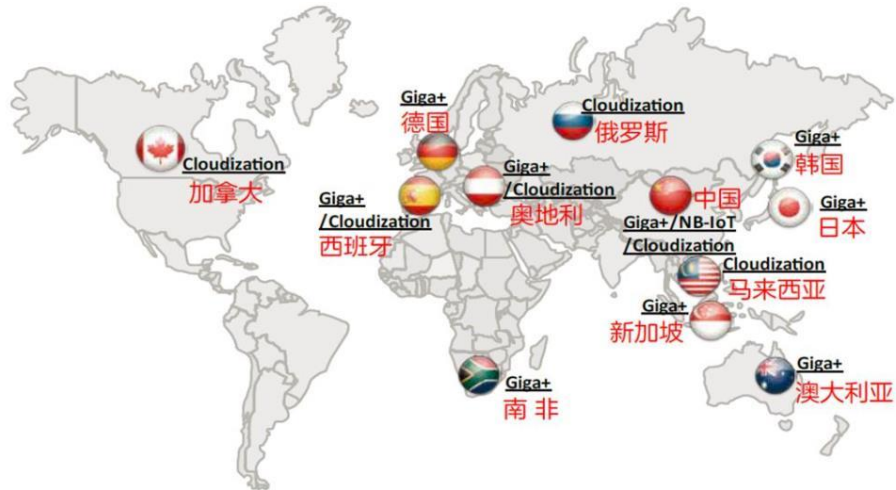 Giga+
德国
Cloudization
俄罗斯
Giga+
韩国
Cloudization
加拿大
Giga+
/Cloudization
西班牙
Giga+
/Cloudization
奥地利
中国
Giga+/NB-IoT
/Cloudization
Giga+
日本
Cloudization
马来西亚
Giga+
新加坡
Giga+
南 非
Giga+
澳大利亚